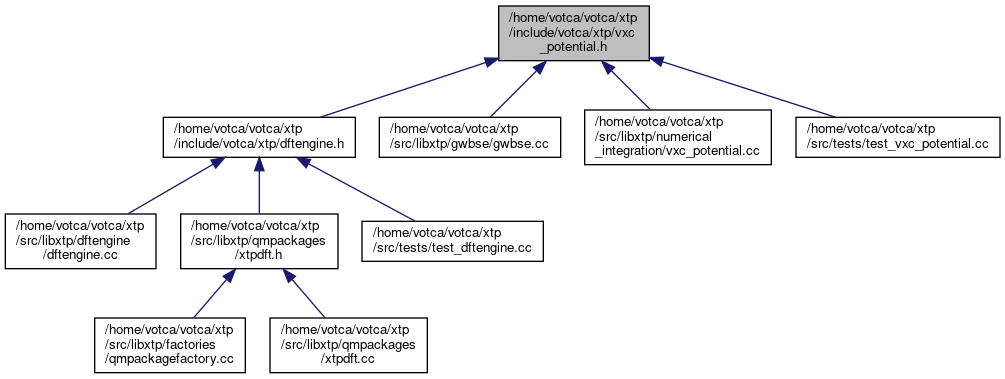 /home/votca/votca/xtp
/include/votca/xtp/vxc
_potential.h
/home/votca/votca/xtp
/include/votca/xtp/dftengine.h
/home/votca/votca/xtp
/src/libxtp/gwbse/gwbse.cc
/home/votca/votca/xtp
/src/libxtp/numerical
_integration/vxc_potential.cc
/home/votca/votca/xtp
/src/tests/test_vxc_potential.cc
/home/votca/votca/xtp
/src/libxtp/dftengine
/dftengine.cc
/home/votca/votca/xtp
/src/libxtp/qmpackages
/xtpdft.h
/home/votca/votca/xtp
/src/tests/test_dftengine.cc
/home/votca/votca/xtp
/src/libxtp/factories
/qmpackagefactory.cc
/home/votca/votca/xtp
/src/libxtp/qmpackages
/xtpdft.cc